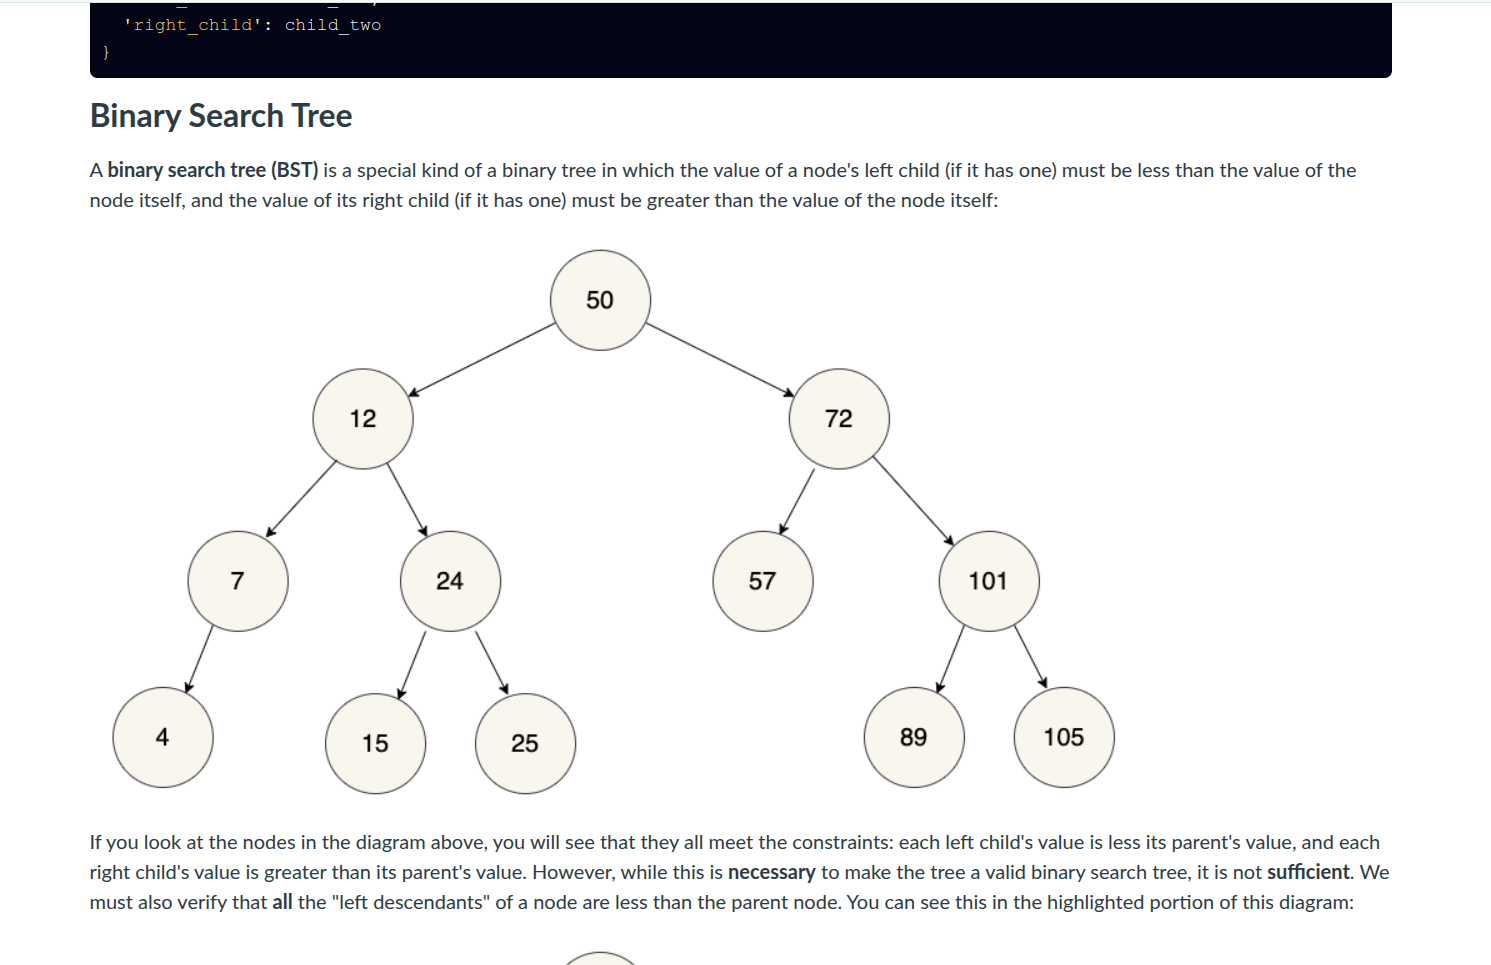 'right_child': child_two
}
Binary Search Tree
A binary search tree (BST) is a special kind of a binary tree in which the value of a node's left child (if it has one) must be less than the value of the
node itself, and the value of its right child (if it has one) must be greater than the value of the node itself:
50
12
72
7
24
57
101
4
15
25
89
105
If you look at the nodes in the diagram above, you will see that they all meet the constraints: each left child's value is less its parent's value, and each
right child's value is greater than its parent's value. However, while this is necessary to make the tree a valid binary search tree, it is not sufficient. We
must also verify that all the "left descendants" of a node are less than the parent node. You can see this in the highlighted portion of this diagram: